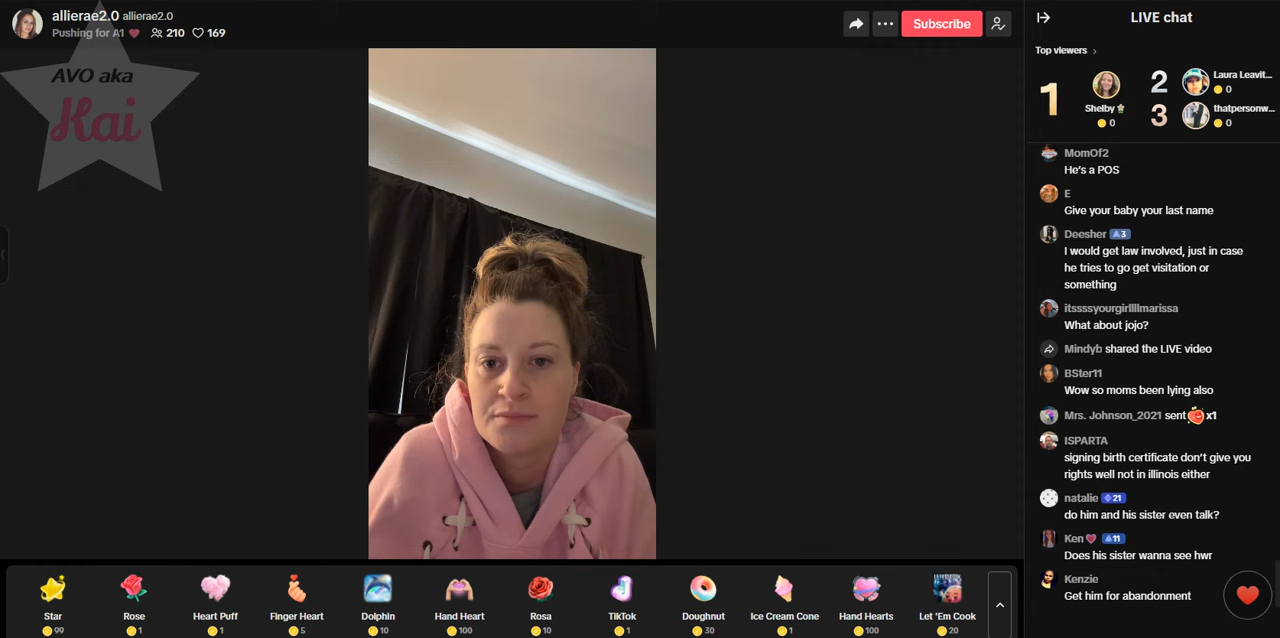 allierae2.0 allierae2.0
Pushing for A1 210 169
Subscribe
AVO aka
Kai
LIVE chat
Top viewers
1
Shelby
0
2
Laura Leavit...
0
3
thatpersonw...
0
MomOf2
He's a POS
E
Give your baby your last name
Deesher 3
I would get law involved, just in case
he tries to go get visitation or
something
itssssyourgirllllmarissa
What about jojo?
Mindyb shared the LIVE video
BSter11
Wow so moms been lying also
Mrs. Johnson_2021 sent x1
ISPARTA
signing birth certificate don't give you
rights well not in illinois either
natalie 21
do him and his sister even talk?
Ken 11
Does his sister wanna see hwr
Kenzie
Get him for abandonment
Star Rose Heart Puff Finger Heart Dolphin Hand Heart Rosa TikTok Doughnut Ice Cream Cone Hand Hearts Let 'Em Cook
99 1 1 5 10 100 10 1 30 1 100 20